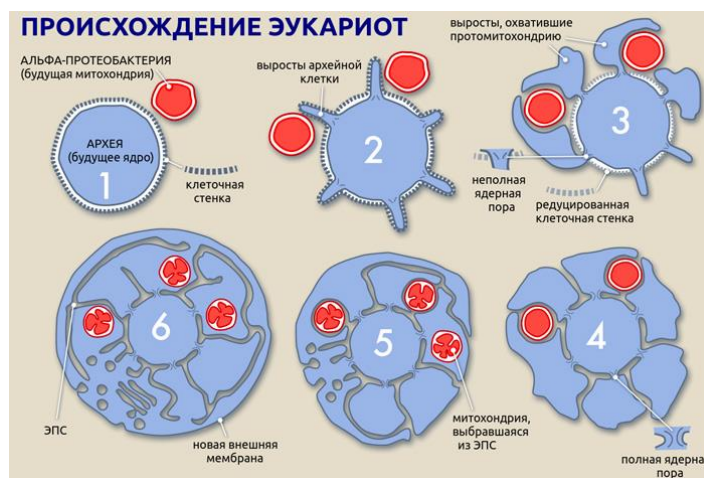 ПРОИСХОЖДЕНИЕ ЭУКАРИОТ
АЛЬФА-ПРОТЕОБАКТЕРИЯ
(будущая митохондрия)
АРХЕЯ
(будущее ядро)
1
клеточная
стенка
выросты архейной
клетки
2
выросты, охватившие
протомитохондрию
3
неполная
ядерная
пора
редуцированная
клеточная стенка
6
ЭПС
новая внешняя
мембрана
5
митохондрия,
выбравшаяся
из ЭПС
4
полная ядерна
пора